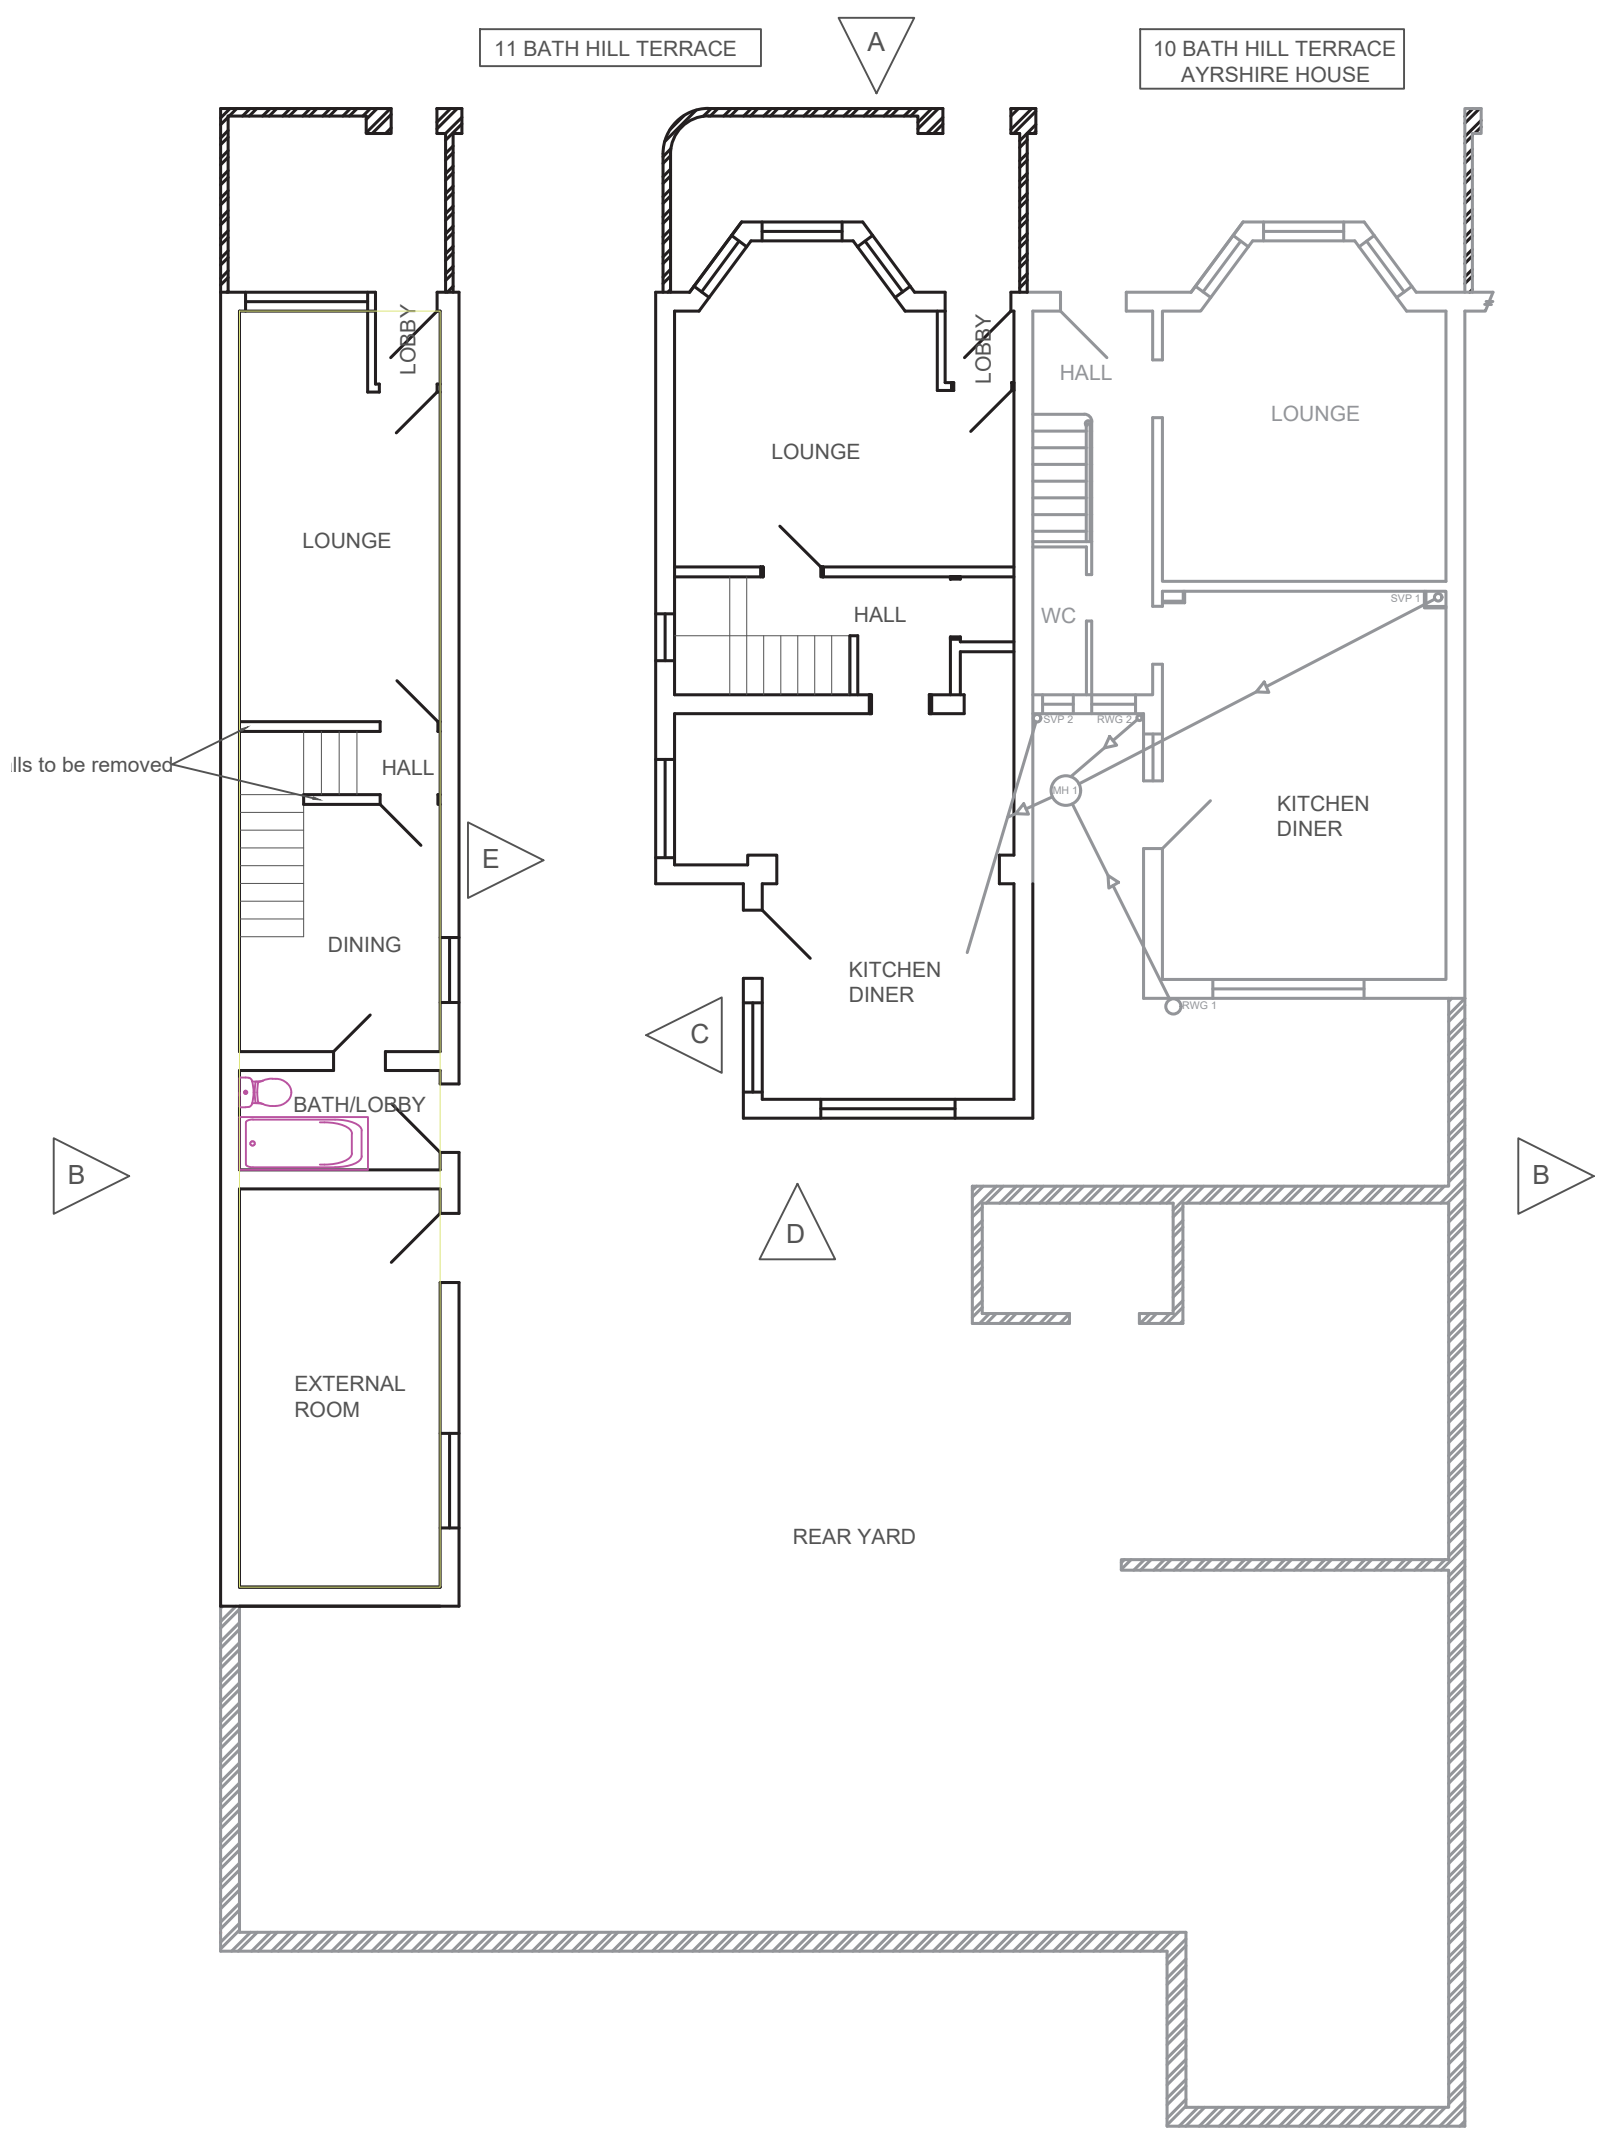 11 BATH HILL TERRACE
A
10 BATH HILL TERRACE
AYRSHIRE HOUSE
LOBBY
LOBBY
HALL
LOUNGE
LOUNGE
LOUNGE
SVP 1
HALL
WC
SVP 2
RWG 2
lls to be removed
HALL
MH 1
KITCHEN
DINER
E
DINING
KITCHEN
DINER
RWG 1
C
BATH/LOBBY
B
B
D
EXTERNAL
ROOM
REAR YARD